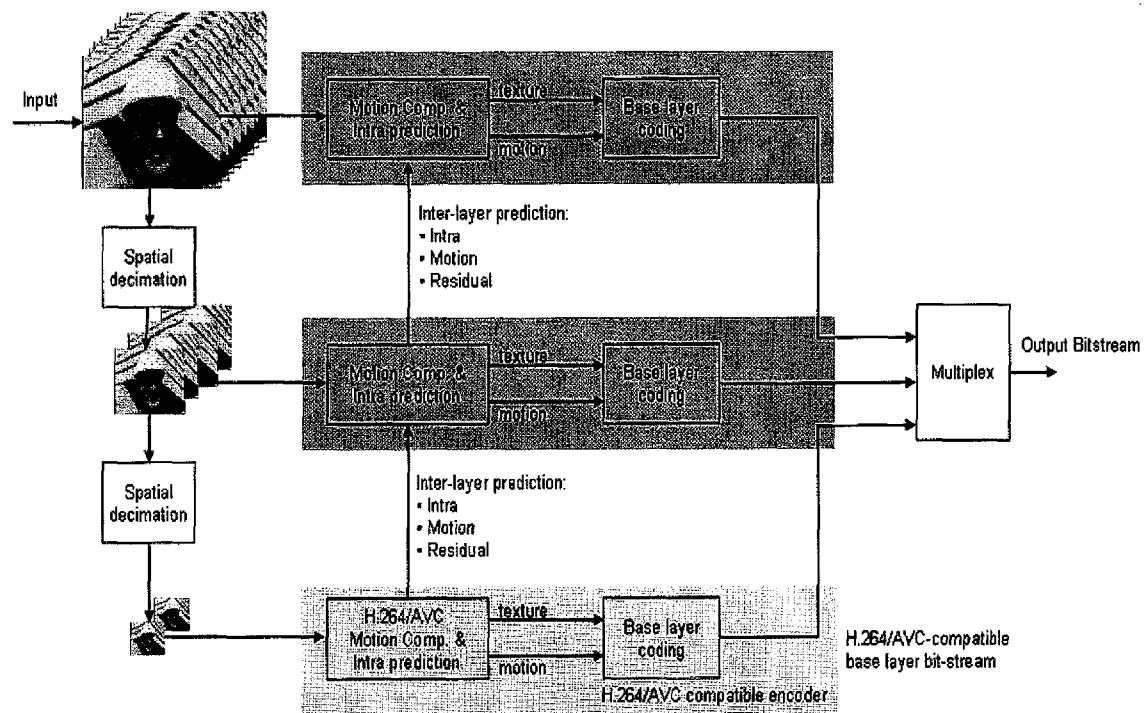 Input
Motion Comp. &
Intra prediction
texture
motion
Base layer
coding
Inter-layer prediction:
• Intra
• Motion
• Residual
Spatial
decimation
Motion Comp. &
Intra prediction
texture
motion
Base layer
coding
Multiplex
Output Bitstream
Inter-layer prediction:
• Intra
• Motion
• Residual
Spatial
decimation
H.264/AVC
Motion Comp. &
Intra prediction
texture
motion
Base layer
coding
H.264/AVC compatible encoder
H.264/AVC-compatible
base layer bit-stream